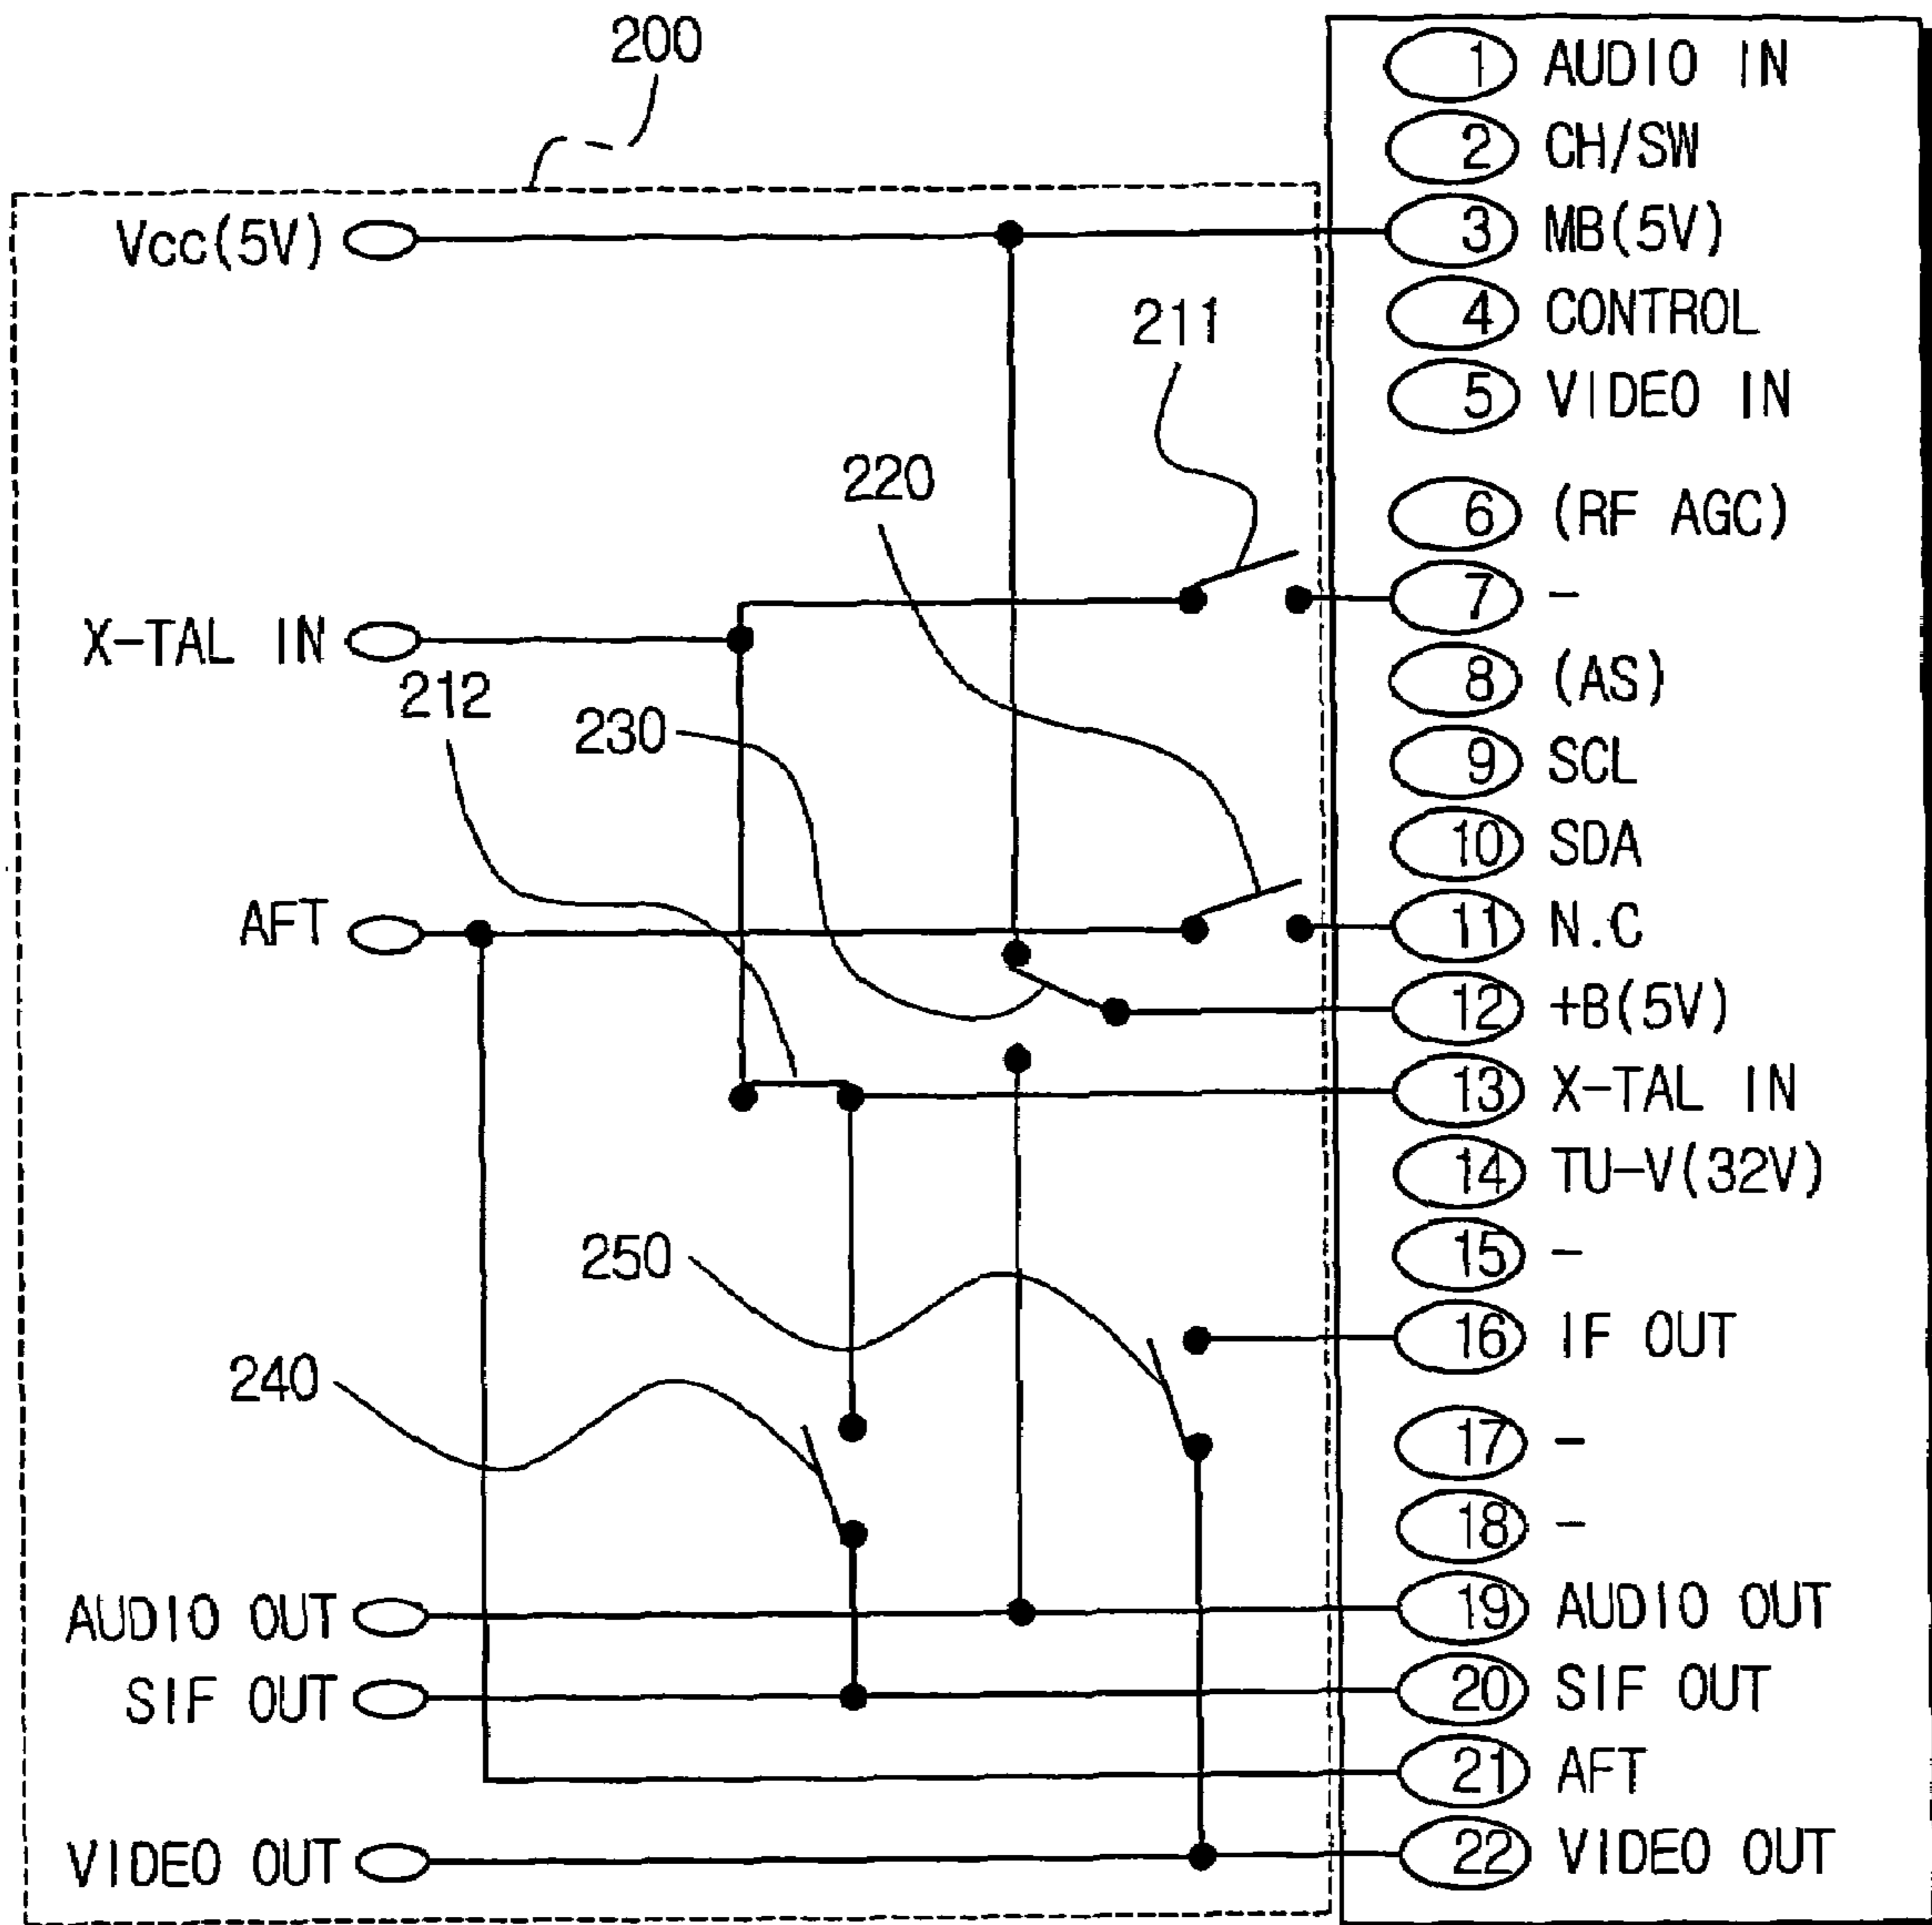 200
1 AUDIO IN
2 CH/SW
Vcc(5V)
3 MB(5V)
4 CONTROL
211
5 VIDEO IN
220
6 (RF AGC)
7 -
X-TAL IN
8 (AS)
212
230
9 SCL
10 SDA
AFT
11 N.C
12 +B(5V)
13 X-TAL IN
14 TU-V(32V)
250
15 -
16 IF OUT
240
17 -
18 -
AUDIO OUT
19 AUDIO OUT
SIF OUT
20 SIF OUT
21 AFT
VIDEO OUT
22 VIDEO OUT